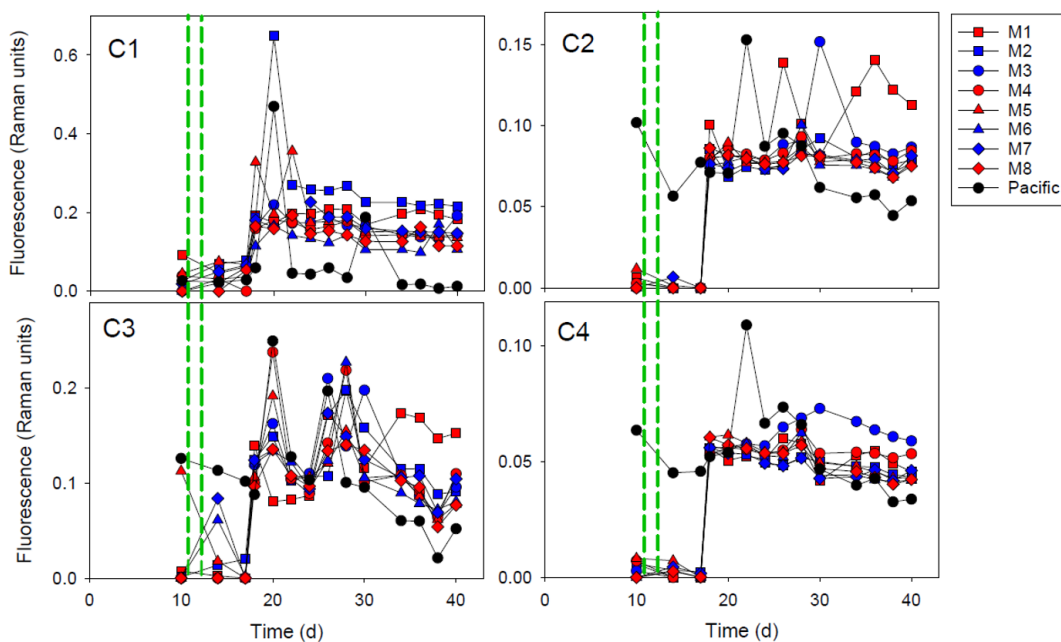 C1
Fluorescence (Raman units)
0.0
0.2
0.4
0.6
C2
0.00
0.05
0.10
0.15
M1
M2
M3
M4
M5
M6
M7
M8
Pacific
C3
Fluorescence (Raman units)
0.0
0.1
0.2
0 10 20 30 40
Time (d)
C4
0.00
0.05
0.10
0 10 20 30 40
Time (d)